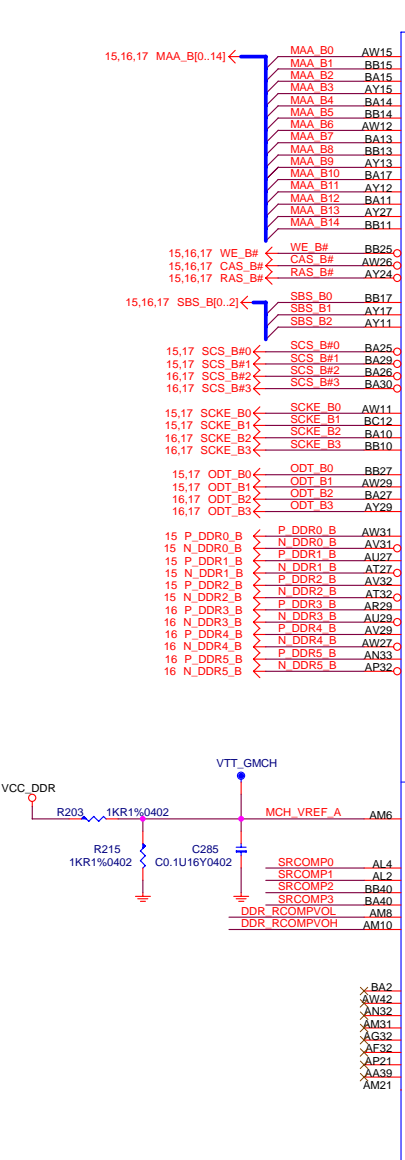 MAA_B0 AW15
15,16,17 MAA_B[0..14] MAA_B1 BB15
MAA_B2 BA15
MAA_B3 AY15
MAA_B4 BA14
MAA_B5 BB14
MAA_B6 AW12
MAA_B7 BA13
MAA_B8 BB13
MAA_B9 AY13
MAA_B10 BA17
MAA_B11 AY12
MAA_B12 BA11
MAA_B13 AY27
MAA_B14 BB11
15,16,17 WE_B# WE_B# BB25
15,16,17 CAS_B# CAS_B# AW26
15,16,17 RAS_B# RAS_B# AY24
15,16,17 SBS_B[0..2] SBS_B0 BB17
SBS_B1 AY17
SBS_B2 AY11
15,17 SCS_B#0 SCS_B#0 BA25
15,17 SCS_B#1 SCS_B#1 BA29
16,17 SCS_B#2 SCS_B#2 BA26
16,17 SCS_B#3 SCS_B#3 BA30
15,17 SCKE_B0 SCKE_B0 AW11
15,17 SCKE_B1 SCKE_B1 BC12
16,17 SCKE_B2 SCKE_B2 BA10
16,17 SCKE_B3 SCKE_B3 BB10
15,17 ODT_B0 ODT_B0 BB27
15,17 ODT_B1 ODT_B1 AW29
16,17 ODT_B2 ODT_B2 BA27
16,17 ODT_B3 ODT_B3 AY29
15 P_DDR0_B P_DDR0_B AW31
15 N_DDR0_B N_DDR0_B AV31
15 P_DDR1_B P_DDR1_B AU27
15 N_DDR1_B N_DDR1_B AT27
15 P_DDR2_B P_DDR2_B AV32
15 N_DDR2_B N_DDR2_B AT32
16 P_DDR3_B P_DDR3_B AR29
16 N_DDR3_B N_DDR3_B AU29
16 P_DDR4_B P_DDR4_B AV29
16 N_DDR4_B N_DDR4_B AW27
16 P_DDR5_B P_DDR5_B AN33
16 N_DDR5_B N_DDR5_B AP32
VTT_GMCH
VCC_DDR
R203 1KR1%0402 MCH_VREF_A AM6
R215 C285
1KR1%0402 C0.1U16Y0402
SRCOMP0 AL4
SRCOMP1 AL2
SRCOMP2 BB40
SRCOMP3 BA40
DDR_RCOMPVOL AM8
DDR_RCOMPVOH AM10
BA2
AW42
AN32
AM31
AG32
AF32
AP21
AA39
AM21